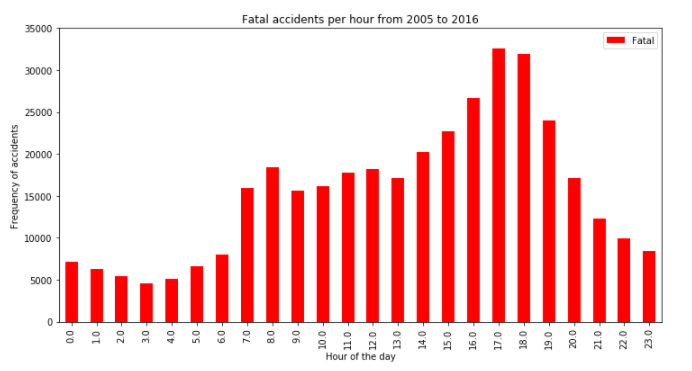 Fatal accidents per hour from 2005 to 2016
Fatal
35000
30000
25000
20000
15000
10000
5000
0
Frequency of accidents
0.0 1.0 2.0 3.0 4.0 5.0 6.0 7.0 8.0 9.0 10.0 11.0 12.0 13.0 14.0 15.0 16.0 17.0 18.0 19.0 20.0 21.0 22.0 23.0
Hour of the day